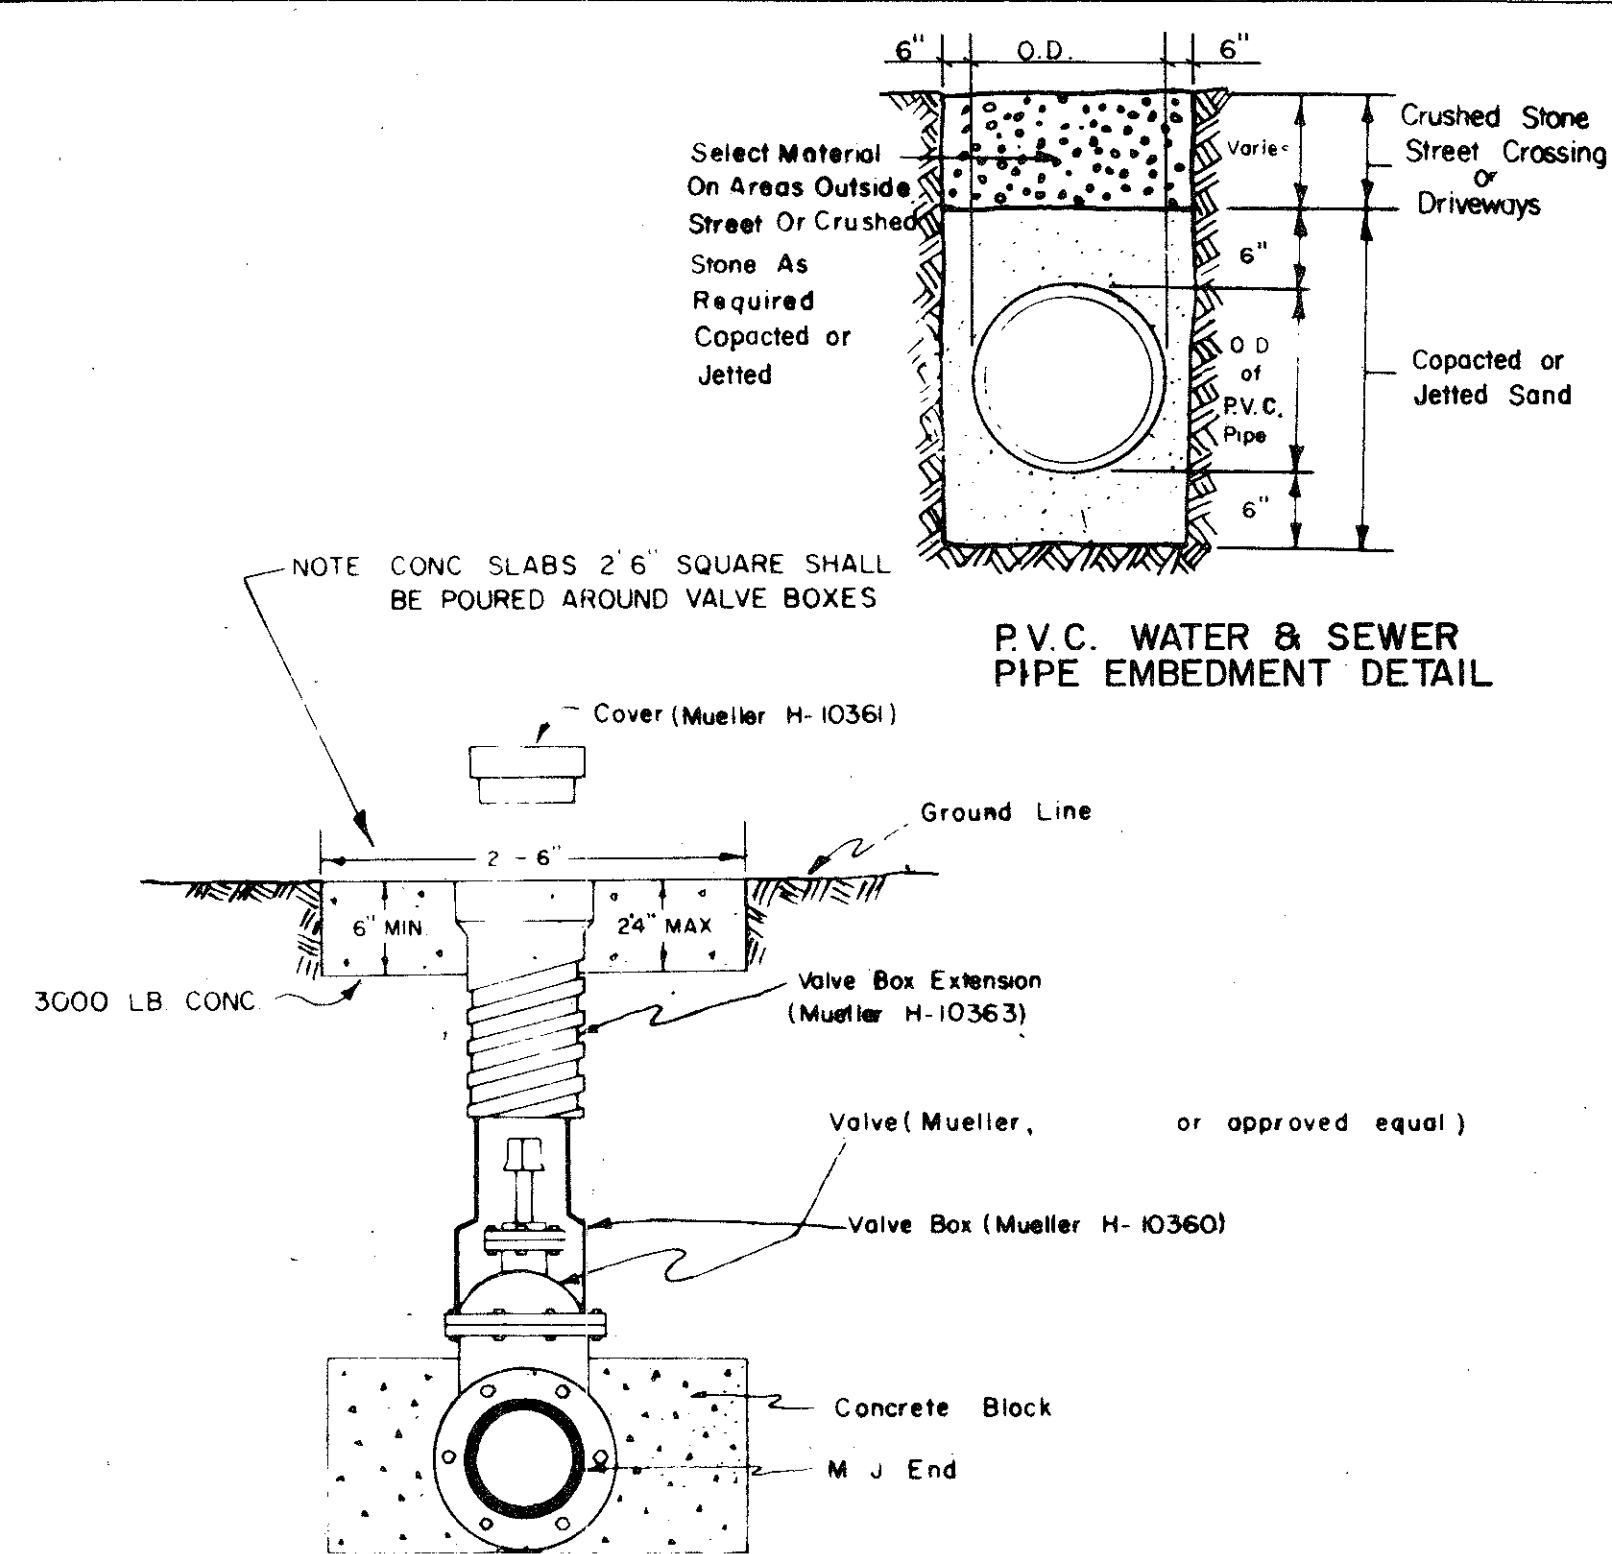 6" O.D. 6"
Select Material
On Areas Outside
Street Or Crushed
Stone As
Required
Copacted or
Jetted
Varies
6"
O D
of
P.V.C.
Pipe
6"
Crushed Stone
Street Crossing
Or
Driveways
Copacted or
Jetted Sand
P.V.C. WATER & SEWER
PIPE EMBEDMENT DETAIL
NOTE CONC SLABS 2'6" SQUARE SHALL
BE POURED AROUND VALVE BOXES
Cover (Mueller H-10361)
Ground Line
2 - 6"
6" MIN.
2'4" MAX
3000 LB. CONC.
Valve Box Extension
(Mueller H-10363)
Valve (Mueller, or approved equal)
Valve Box (Mueller H-10360)
Concrete Block
M J End